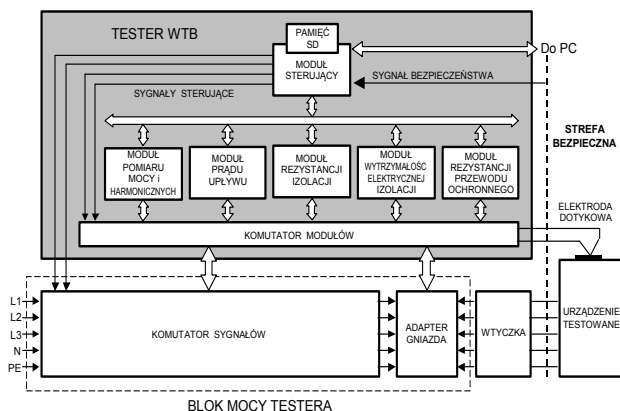 TESTER WTB
PAMIĘĆ
SD
MODUŁ
STERUJĄCY
Do PC
SYGNAŁ BEZPIECZEŃSTWA
SYGNAŁY STERUJĄCE
STREFA
BEZPIECZNA
MODUŁ
POMIARU
MOCY i
HARMONICZNYCH
MODUŁ
PRĄDU
UPŁYWU
MODUŁ
REZYSTANCJI
IZOLACJI
MODUŁ
WYTRZYMAŁOŚĆ
ELEKTRYCZNEJ
IZOLACJI
MODUŁ
REZYSTANCJI
PRZEWODU
OCHRONNEGO
ELEKTRODA
DOTYKOWA
KOMUTATOR MODUŁÓW
L1
L2
L3
N
PE
KOMUTATOR SYGNAŁÓW
ADAPTER
GNIAZDA
WTYCZKA
URZĄDZENIE
TESTOWANE
BLOK MOCY TESTERA